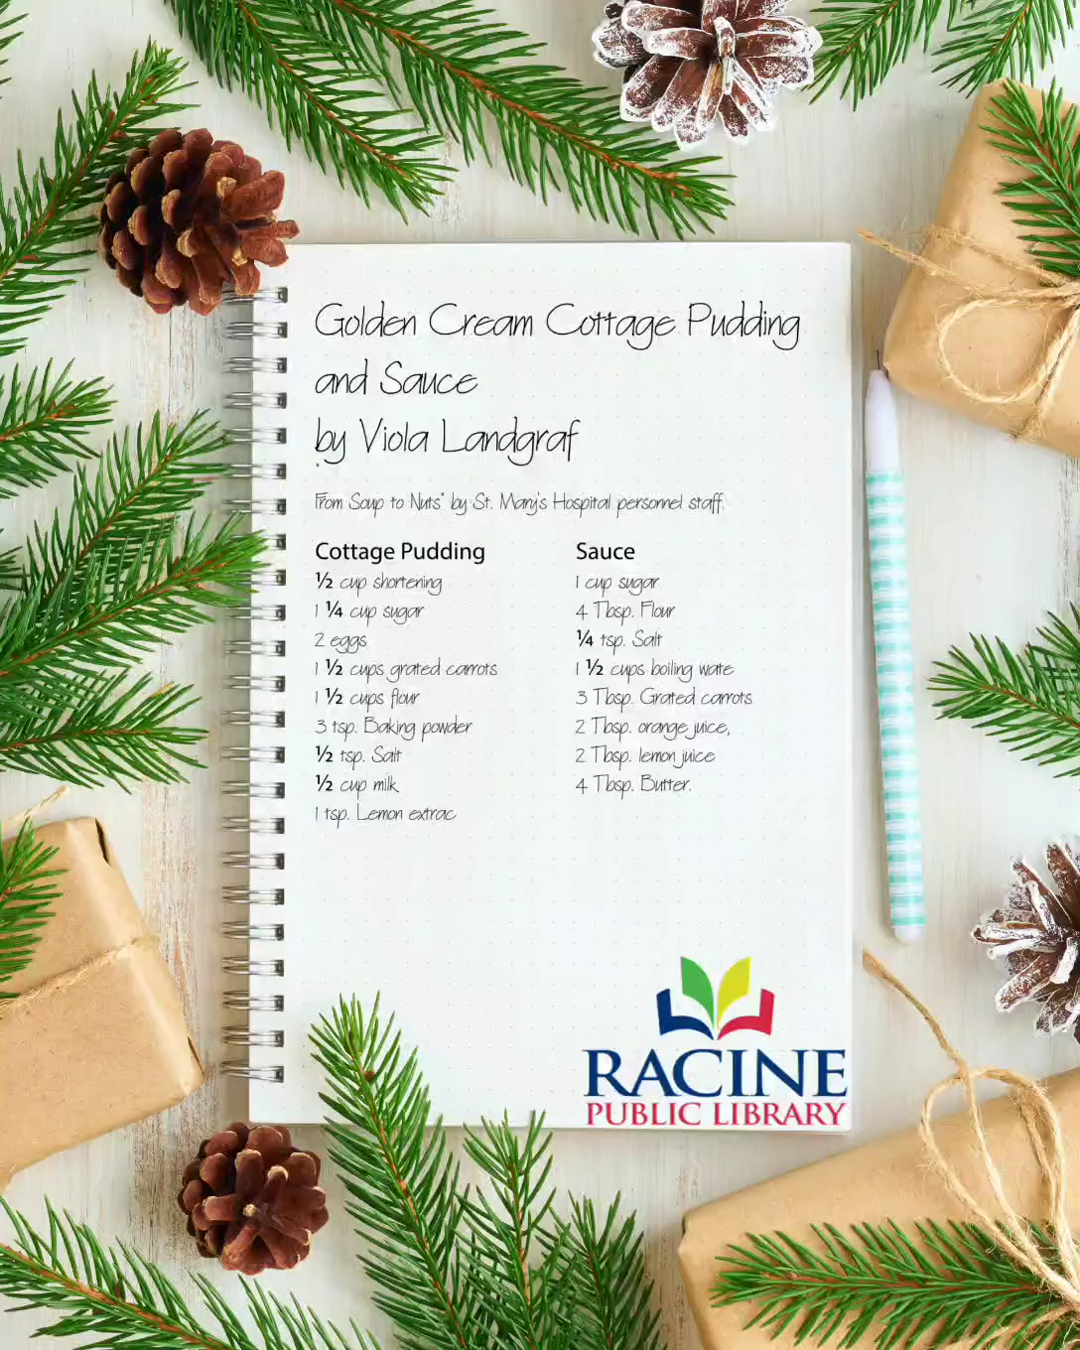 Golden Cream Cottage Pudding
and Sauce
by Viola Landgraf
From Soup to Nuts" by St. Mary's Hospital personnel staff.
Cottage Pudding
½ cup shortening
1 ¼ cup sugar
2 eggs
1 ½ cups grated carrots
1 ½ cups flour
3 tsp. Baking powder
½ tsp. Salt
½ cup milk
1 tsp. Lemon extrac
Sauce
1 cup sugar
4 Tbsp. Flour
¼ tsp. Salt
1 ½ cups boiling wate
3 Tbsp. Grated carrots
2 Tbsp. orange juice,
2 Tbsp. lemon juice
4 Tbsp. Butter.
RACINE
PUBLIC LIBRARY